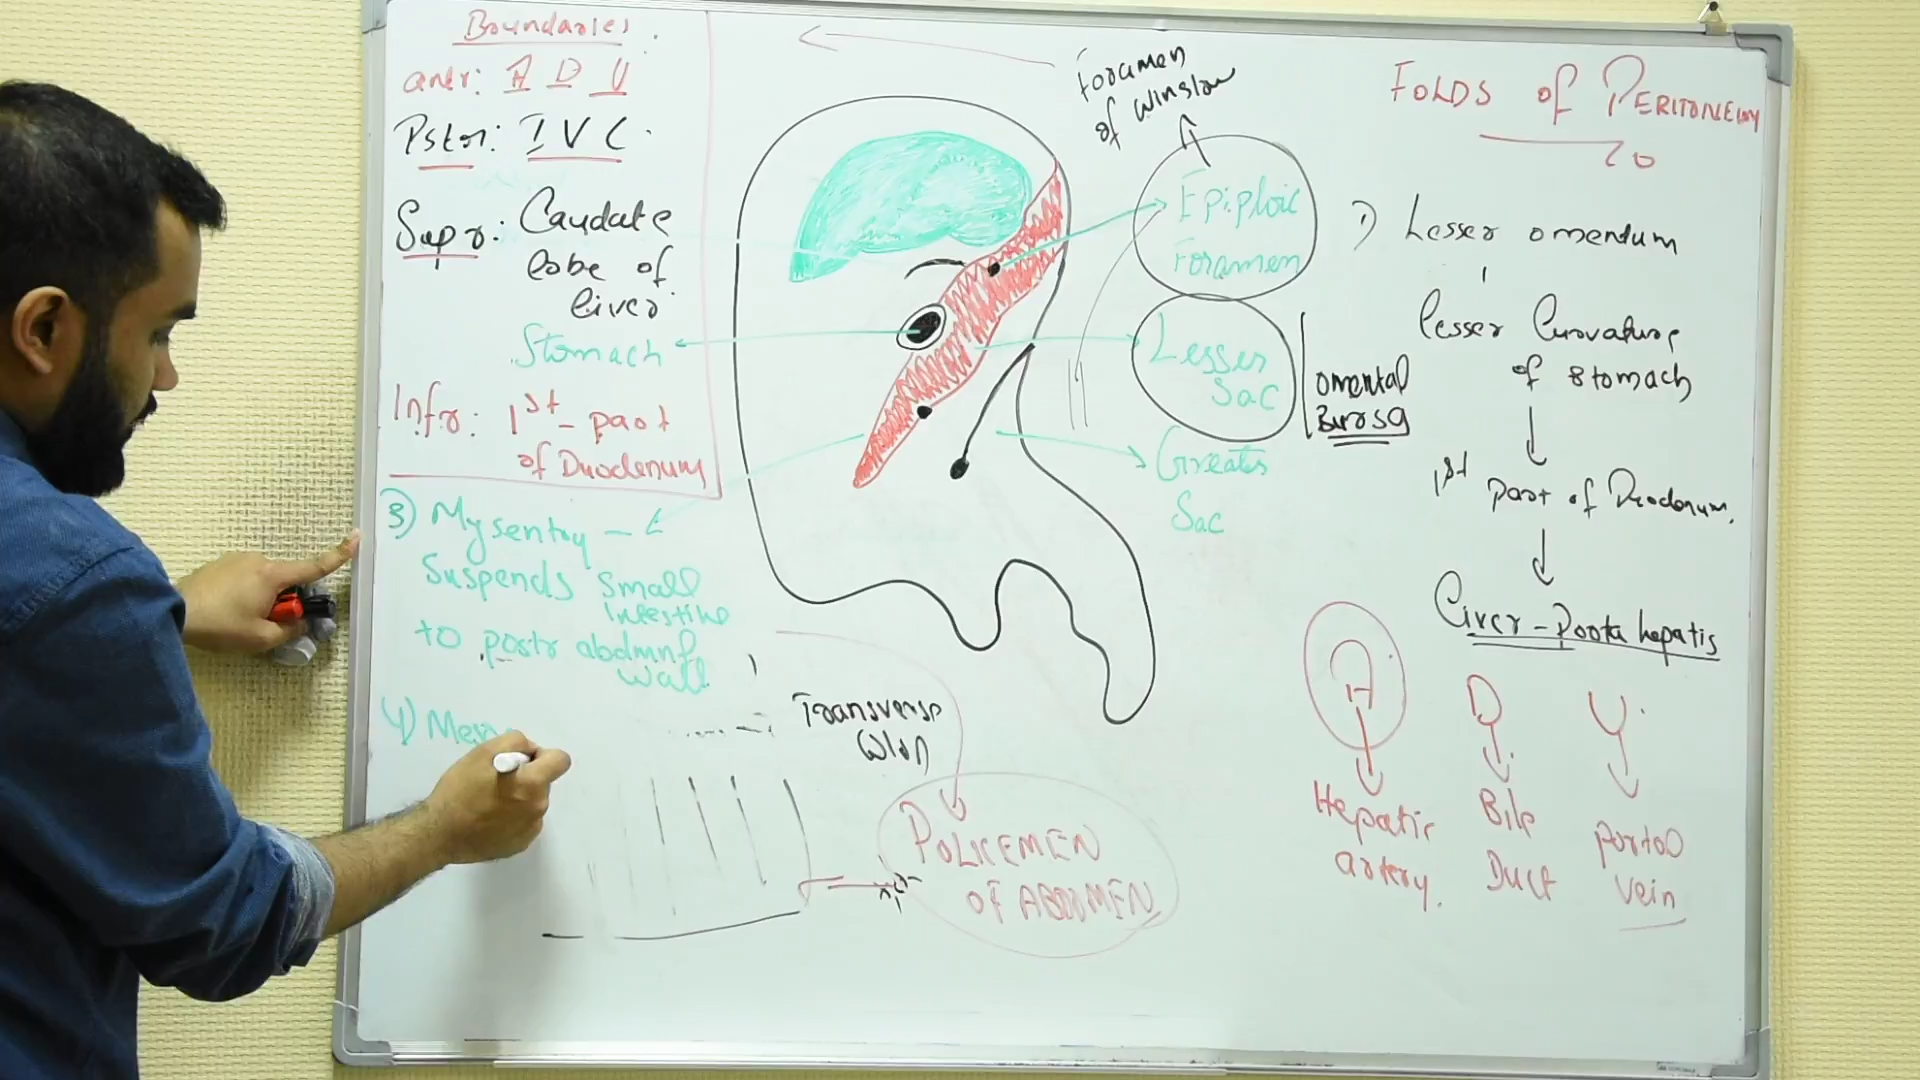 Boundaries
antr: A D V
Pstor: IVC.
Supr: Caudate
lobe of
liver
Stomach
Infr: 1st - part
of Duodenum
3) Mysentry -
Suspends small
Intestine
to postr abdmnl
wall
4) Mes
Foramen
of Winslow
Epiploic
Foramen
Lesser
Sac
omental
Bursa
Greater
Sac
Transverse
Colon
POLICEMEN
OF ABDOMEN
FOLDS of PERITONEUM
1) Lesser omentum
Lesser Curvature
of stomach
1st part of Duodenum.
Liver - Porta hepatis
A D V
Hepatic
artery.
Bile
Duct
portal
vein